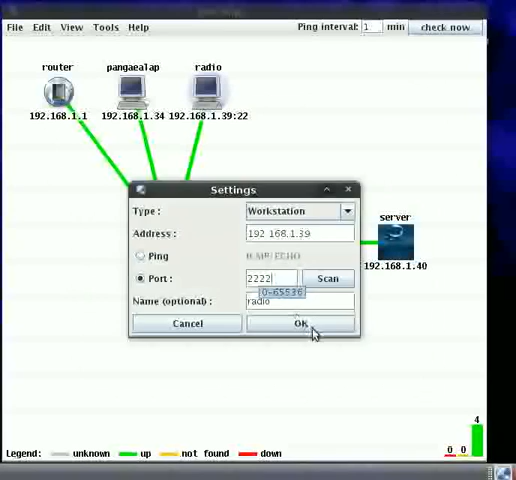 File Edit View Tools Help Ping interval: 1 min check now
router pangaealap radio
192.168.1.1 192.168.1.34 192.168.1.39:22
Settings
Type: Workstation
Address: 192.168.1.39
Ping
Port: 2222 Scan
0-65536
Name (optional): radio
Cancel OK
server
192.168.1.40
4
0 0
Legend: unknown up not found down